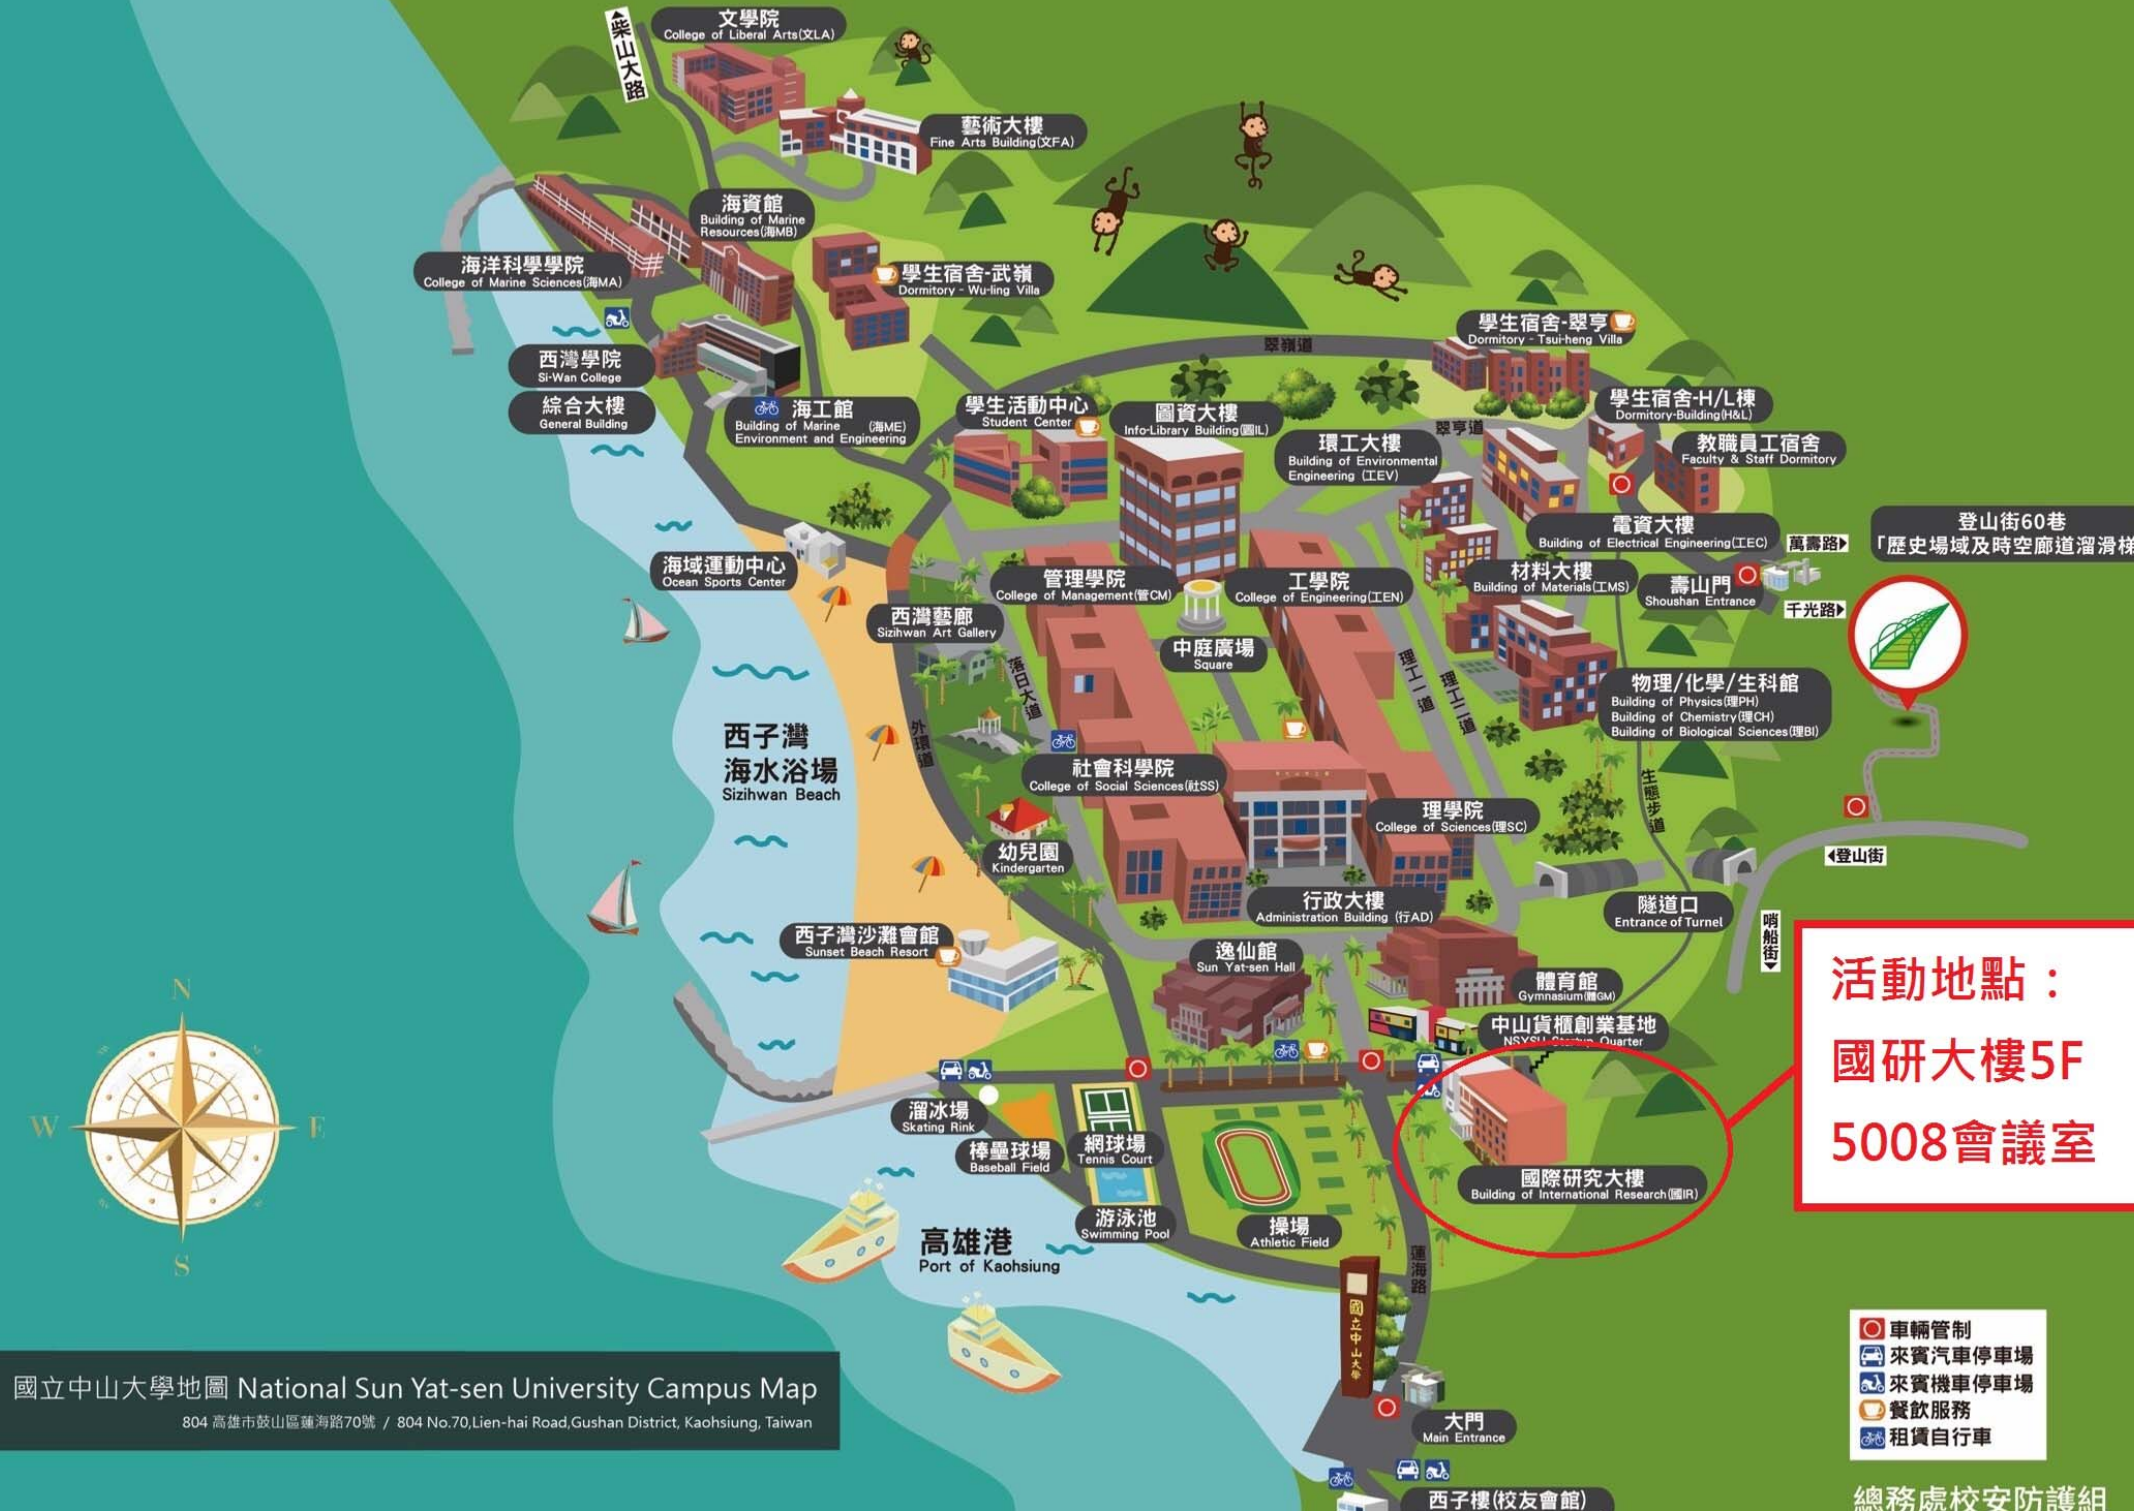 柴山大路
文學院
College of Liberal Arts(文LA)
藝術大樓
Fine Arts Building(文FA)
海資館
Building of Marine
Resources(海MB)
海洋科學學院
College of Marine Sciences(海MA)
學生宿舍-武嶺
Dormitory - Wu-ling Villa
學生宿舍-翠亨
Dormitory - Tsui-heng Villa
翠嶺道
西灣學院
Si-Wan College
綜合大樓
General Building
海工館
Building of Marine (海ME)
Environment and Engineering
學生活動中心
Student Center
圖資大樓
Info-Library Building(圖IL)
環工大樓
Building of Environmental
Engineering (工EV)
翠亨道
學生宿舍-H/L棟
Dormitory-Building(H&L)
教職員工宿舍
Faculty & Staff Dormitory
電資大樓
Building of Electrical Engineering(工EC)
萬壽路
登山街60巷
「歷史場域及時空廊道溜滑梯
海域運動中心
Ocean Sports Center
管理學院
College of Management(管CM)
工學院
College of Engineering(工EN)
材料大樓
Building of Materials(工MS)
壽山門
Shoushan Entrance
千光路
西灣藝廊
Sizihwan Art Gallery
中庭廣場
Square
落日大道
理工一道
理工二道
物理/化學/生科館
Building of Physics(理PH)
Building of Chemistry(理CH)
Building of Biological Sciences(理BI)
外環道
西子灣
海水浴場
Sizihwan Beach
社會科學院
College of Social Sciences(社SS)
理學院
College of Sciences(理SC)
生態步道
幼兒園
Kindergarten
登山街
行政大樓
Administration Building (行AD)
隧道口
Entrance of Turnel
哨船街
西子灣沙灘會館
Sunset Beach Resort
逸仙館
Sun Yat-sen Hall
體育館
Gymnasium(體GM)
中山貨櫃創業基地
NSYSU Startup Quarter
活動地點：
國研大樓5F
5008會議室
溜冰場
Skating Rink
棒壘球場
Baseball Field
網球場
Tennis Court
國際研究大樓
Building of International Research(國IR)
游泳池
Swimming Pool
操場
Athletic Field
高雄港
Port of Kaohsiung
蓮海路
國立中山大學
大門
Main Entrance
西子樓(校友會館)
N
W
E
S
國立中山大學地圖 National Sun Yat-sen University Campus Map
804 高雄市鼓山區蓮海路70號 / 804 No.70,Lien-hai Road,Gushan District, Kaohsiung, Taiwan
車輛管制
來賓汽車停車場
來賓機車停車場
餐飲服務
租賃自行車
總務處校安防護組